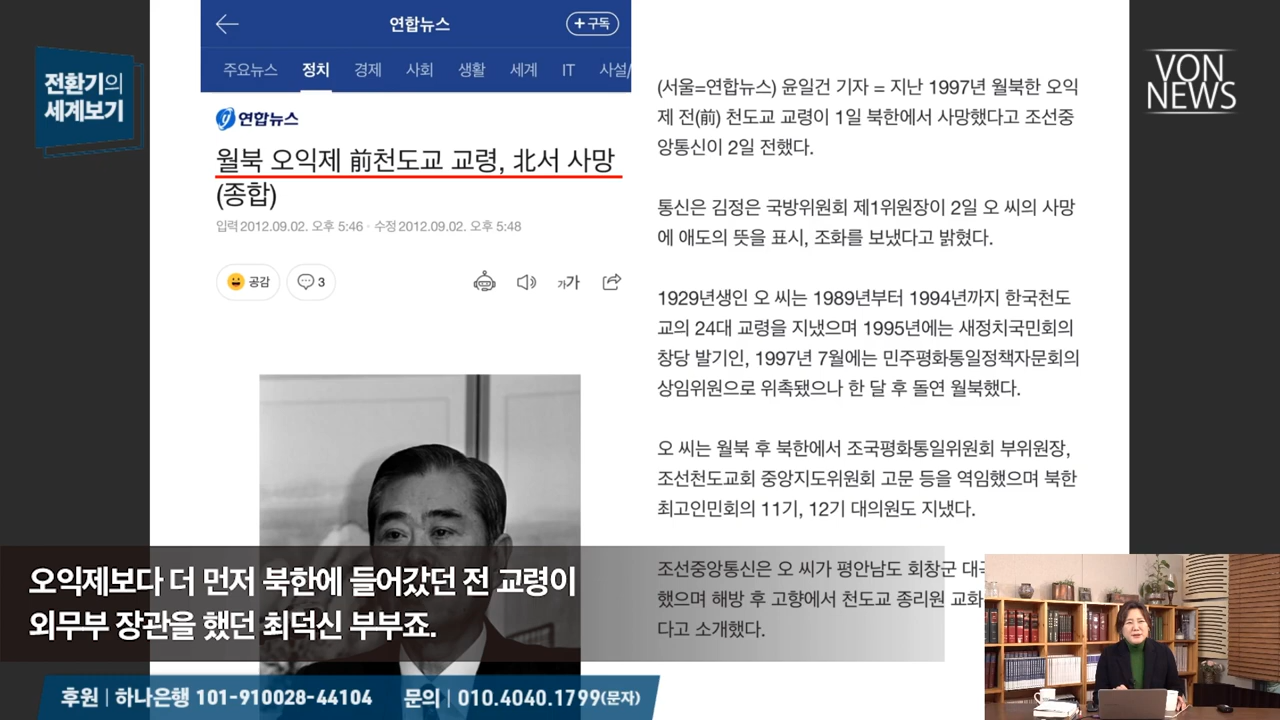 전환기의
세계보기
연합뉴스
+ 구독
주요뉴스 정치 경제 사회 생활 세계 IT 사설/
연합뉴스
월북 오익제 前천도교 교령, 北서 사망
(종합)
입력 2012.09.02. 오후 5:46 · 수정 2012.09.02. 오후 5:48
공감
3
가가
(서울=연합뉴스) 윤일건 기자 = 지난 1997년 월북한 오익
제 전(前) 천도교 교령이 1일 북한에서 사망했다고 조선중
앙통신이 2일 전했다.
통신은 김정은 국방위원회 제1위원장이 2일 오 씨의 사망
에 애도의 뜻을 표시, 조화를 보냈다고 밝혔다.
1929년생인 오 씨는 1989년부터 1994년까지 한국천도
교의 24대 교령을 지냈으며 1995년에는 새정치국민회의
창당 발기인, 1997년 7월에는 민주평화통일정책자문회의
상임위원으로 위촉됐으나 한 달 후 돌연 월북했다.
오 씨는 월북 후 북한에서 조국평화통일위원회 부위원장,
조선천도교회 중앙지도위원회 고문 등을 역임했으며 북한
최고인민회의 11기, 12기 대의원도 지냈다.
조선중앙통신은 오 씨가 평안남도 회창군 대
했으며 해방 후 고향에서 천도교 종리원 교화
다고 소개했다.
VON
NEWS
오익제보다 더 먼저 북한에 들어갔던 전 교령이
외무부 장관을 했던 최덕신 부부죠.
후원 | 하나은행 101-910028-44104 문의 | 010.4040.1799(문자)